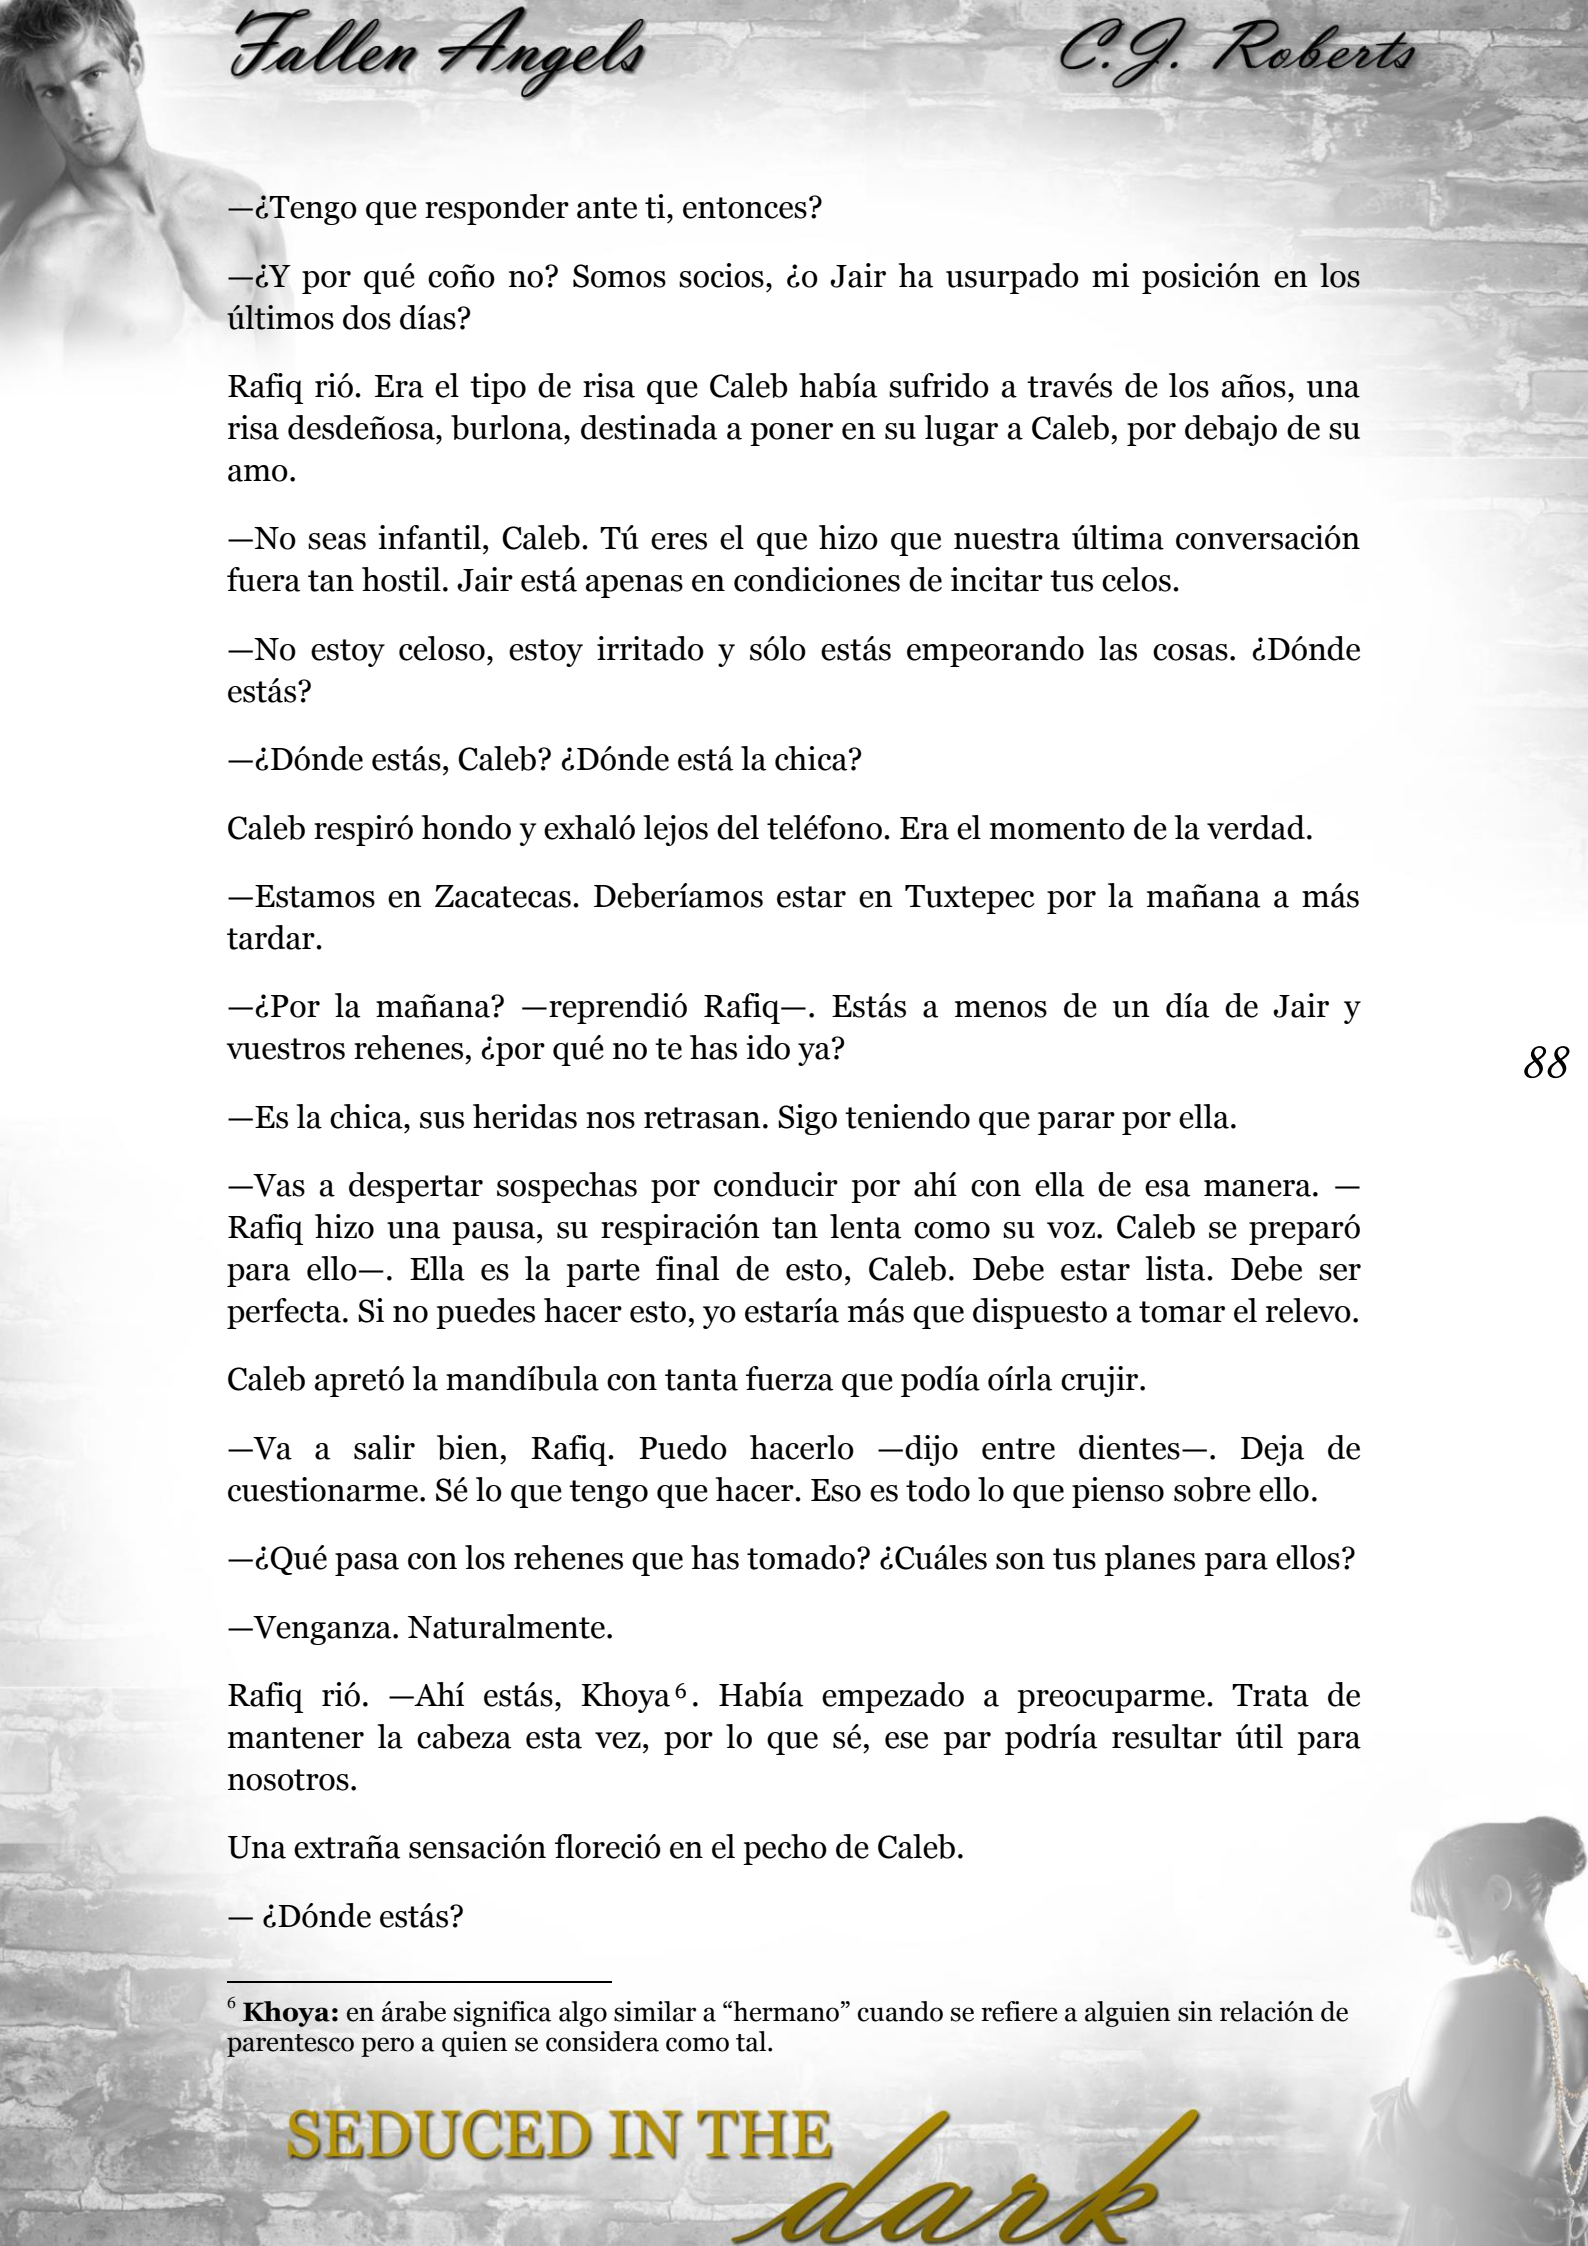 Fallen Angels
C.J. Roberts
—¿Tengo que responder ante ti, entonces?
—¿Y por qué coño no? Somos socios, ¿o Jair ha usurpado mi posición en los
últimos dos días?
Rafiq rió. Era el tipo de risa que Caleb había sufrido a través de los años, una
risa desdeñosa, burlona, destinada a poner en su lugar a Caleb, por debajo de su
amo.
—No seas infantil, Caleb. Tú eres el que hizo que nuestra última conversación
fuera tan hostil. Jair está apenas en condiciones de incitar tus celos.
—No estoy celoso, estoy irritado y sólo estás empeorando las cosas. ¿Dónde
estás?
—¿Dónde estás, Caleb? ¿Dónde está la chica?
Caleb respiró hondo y exhaló lejos del teléfono. Era el momento de la verdad.
—Estamos en Zacatecas. Deberíamos estar en Tuxtepec por la mañana a más
tardar.
—¿Por la mañana? —reprendió Rafiq—. Estás a menos de un día de Jair y
vuestros rehenes, ¿por qué no te has ido ya?
88
—Es la chica, sus heridas nos retrasan. Sigo teniendo que parar por ella.
—Vas a despertar sospechas por conducir por ahí con ella de esa manera. —
Rafiq hizo una pausa, su respiración tan lenta como su voz. Caleb se preparó
para ello—. Ella es la parte final de esto, Caleb. Debe estar lista. Debe ser
perfecta. Si no puedes hacer esto, yo estaría más que dispuesto a tomar el relevo.
Caleb apretó la mandíbula con tanta fuerza que podía oírla crujir.
—Va a salir bien, Rafiq. Puedo hacerlo —dijo entre dientes—. Deja de
cuestionarme. Sé lo que tengo que hacer. Eso es todo lo que pienso sobre ello.
—¿Qué pasa con los rehenes que has tomado? ¿Cuáles son tus planes para ellos?
—Venganza. Naturalmente.
Rafiq rió. —Ahí estás, Khoya⁶. Había empezado a preocuparme. Trata de
mantener la cabeza esta vez, por lo que sé, ese par podría resultar útil para
nosotros.
Una extraña sensación floreció en el pecho de Caleb.
— ¿Dónde estás?
⁶ Khoya: en árabe significa algo similar a “hermano” cuando se refiere a alguien sin relación de
parentesco pero a quien se considera como tal.
SEDUCED IN THE
dark